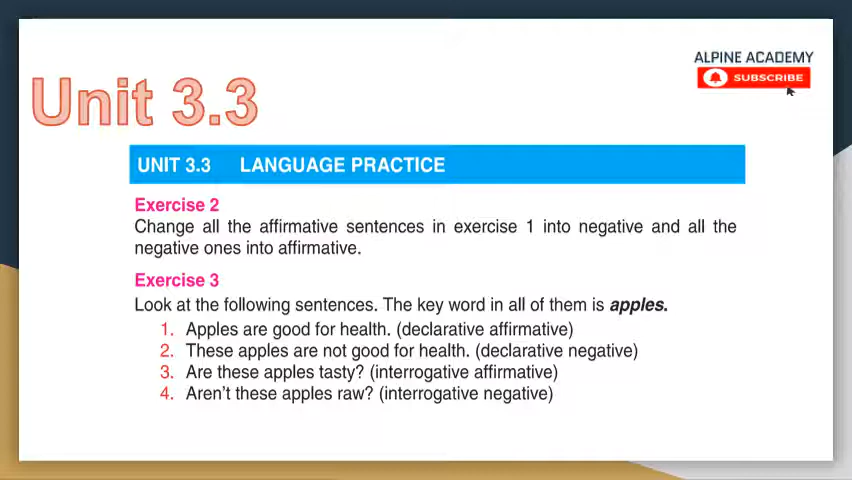 ALPINE ACADEMY
SUBSCRIBE
Unit 3.3
UNIT 3.3 LANGUAGE PRACTICE
Exercise 2
Change all the affirmative sentences in exercise 1 into negative and all the
negative ones into affirmative.
Exercise 3
Look at the following sentences. The key word in all of them is apples.
1. Apples are good for health. (declarative affirmative)
2. These apples are not good for health. (declarative negative)
3. Are these apples tasty? (interrogative affirmative)
4. Aren't these apples raw? (interrogative negative)